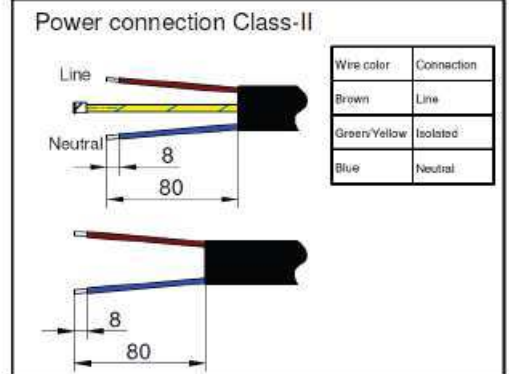 Power connection Class-II
Line
Neutral
8
80
Wire color Connection
Brown Line
Green/Yellow Isolated
Blue Neutral
8
80